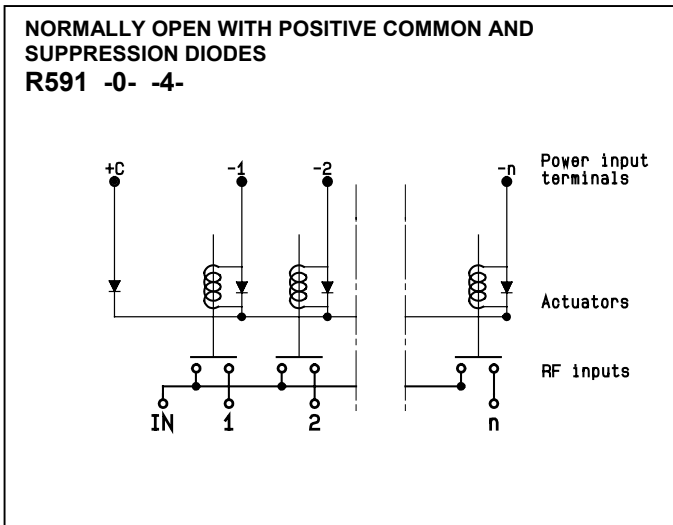 NORMALLY OPEN WITH POSITIVE COMMON AND
SUPPRESSION DIODES
R591 -0- -4-
+C -1 -2 -n Power input
terminals
Actuators
RF inputs
IN 1 2 n